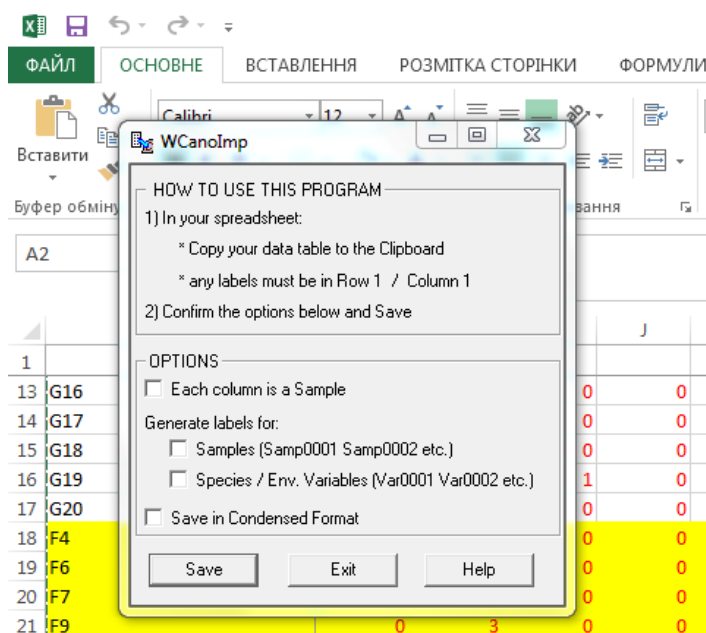 ФАЙЛ ОСНОВНЕ ВСТАВЛЕННЯ РОЗМІТКА СТОРІНКИ ФОРМУЛИ
Calibri 12
Вставити
Буфер обміну
A2
WCanoImp
HOW TO USE THIS PROGRAM
1) In your spreadsheet:
* Copy your data table to the Clipboard
* any labels must be in Row 1 / Column 1
2) Confirm the options below and Save
OPTIONS
Each column is a Sample
Generate labels for:
Samples (Samp0001 Samp0002 etc.)
Species / Env. Variables (Var0001 Var0002 etc.)
Save in Condensed Format
Save Exit Help
J
1
13 G16 0 0
14 G17 0 0
15 G18 0 0
16 G19 1 0
17 G20 0 0
18 F4 0 0
19 F6 0 0
20 F7 0 0
21 F9 0 3 0 0